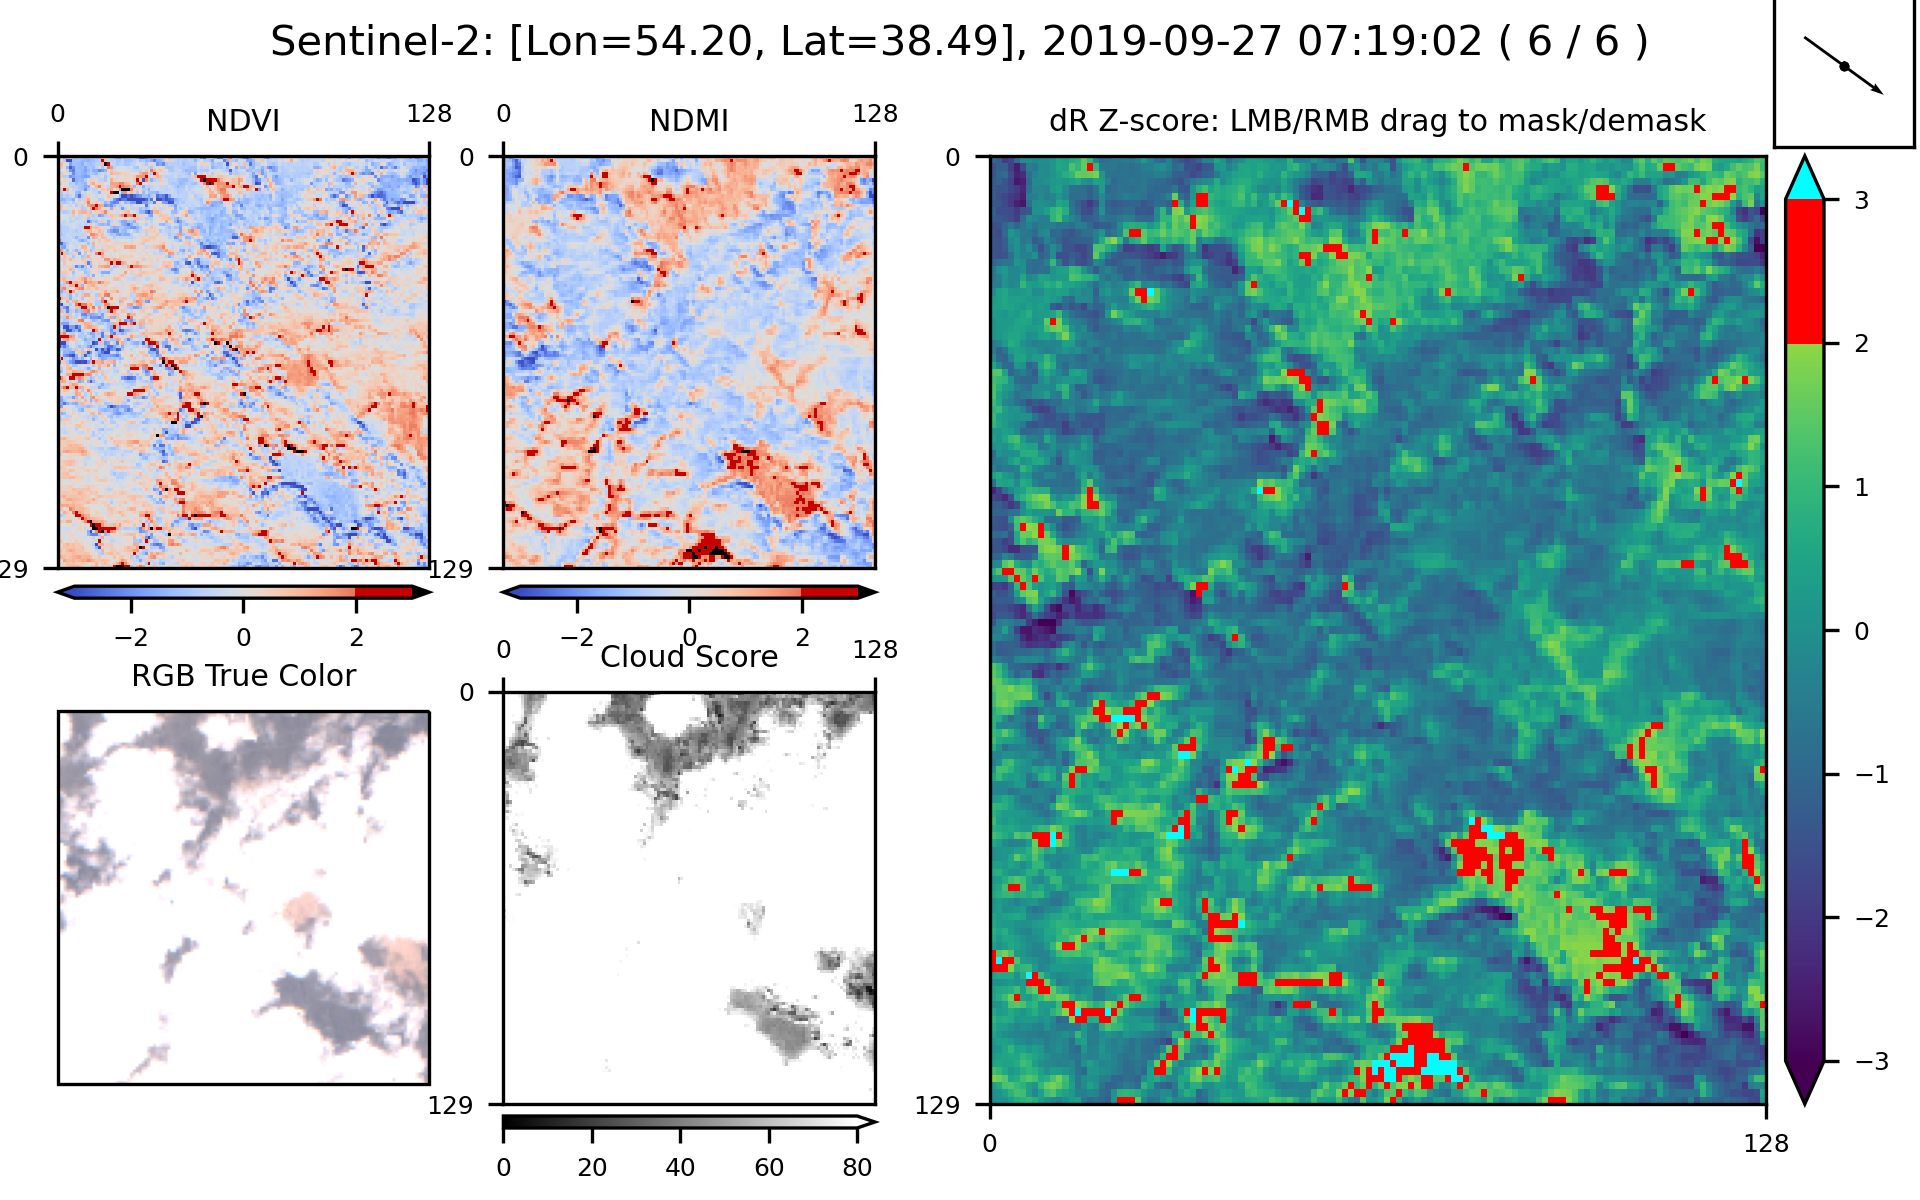 Sentinel-2: [Lon=54.20, Lat=38.49], 2019-09-27 07:19:02 ( 6 / 6 )
0 NDVI 128
0
29
−2 0 2
0 NDMI 128
0
129
−2 0 2
RGB True Color
0 Cloud Score 128
0
129
0 20 40 60 80
dR Z-score: LMB/RMB drag to mask/demask
0
129
0 128
3
2
1
0
−1
−2
−3